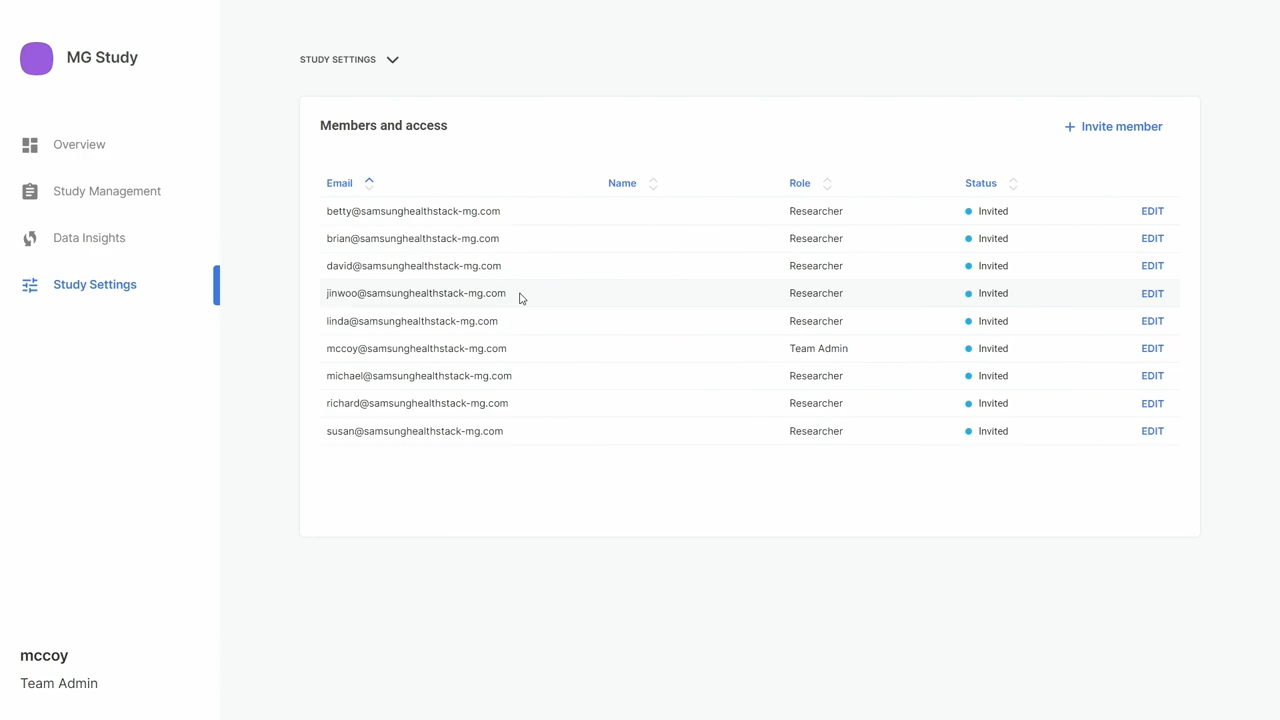 MG Study
Overview
Study Management
Data Insights
Study Settings
mccoy
Team Admin
STUDY SETTINGS
Members and access
+ Invite member
Email Name Role Status
betty@samsunghealthstack-mg.com Researcher Invited EDIT
brian@samsunghealthstack-mg.com Researcher Invited EDIT
david@samsunghealthstack-mg.com Researcher Invited EDIT
jinwoo@samsunghealthstack-mg.com Researcher Invited EDIT
linda@samsunghealthstack-mg.com Researcher Invited EDIT
mccoy@samsunghealthstack-mg.com Team Admin Invited EDIT
michael@samsunghealthstack-mg.com Researcher Invited EDIT
richard@samsunghealthstack-mg.com Researcher Invited EDIT
susan@samsunghealthstack-mg.com Researcher Invited EDIT